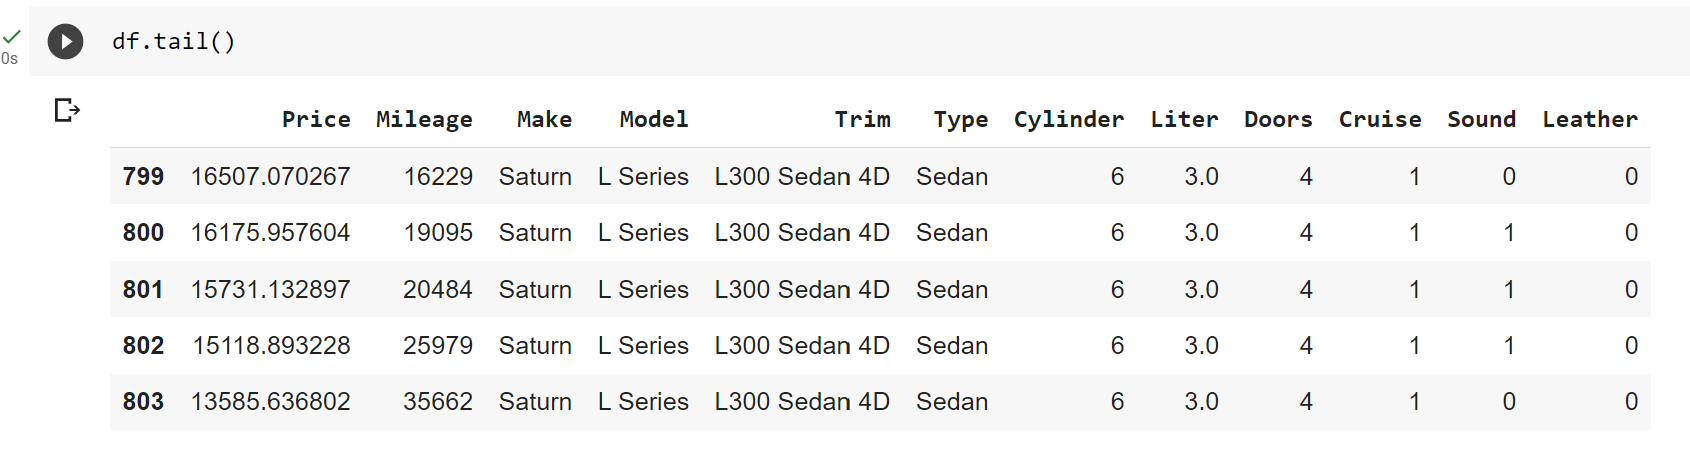 df.tail()
0s
Price Mileage Make Model Trim Type Cylinder Liter Doors Cruise Sound Leather
799 16507.070267 16229 Saturn L Series L300 Sedan 4D Sedan 6 3.0 4 1 0 0
800 16175.957604 19095 Saturn L Series L300 Sedan 4D Sedan 6 3.0 4 1 1 0
801 15731.132897 20484 Saturn L Series L300 Sedan 4D Sedan 6 3.0 4 1 1 0
802 15118.893228 25979 Saturn L Series L300 Sedan 4D Sedan 6 3.0 4 1 1 0
803 13585.636802 35662 Saturn L Series L300 Sedan 4D Sedan 6 3.0 4 1 0 0